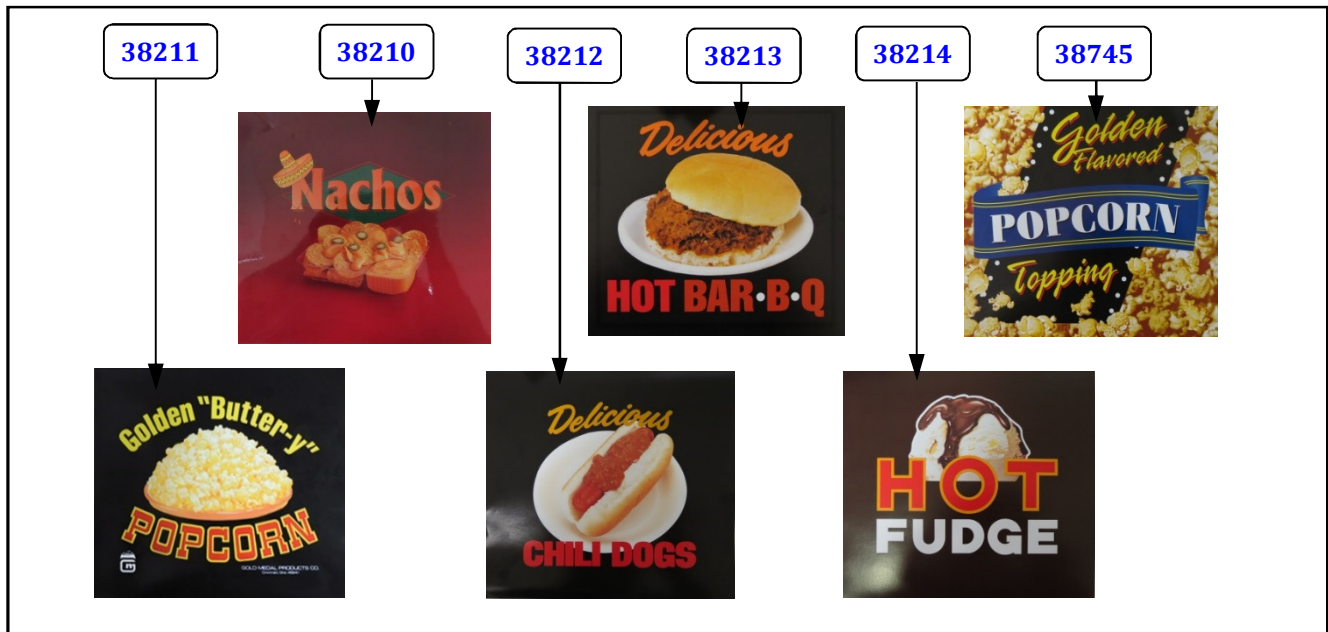 38211
38210
38212
38213
38214
38745
Nachos
Delicious
HOT BAR•B•Q
Golden
Flavored
POPCORN
Topping
Golden "Butter-y"
POPCORN
GOLD MEDAL PRODUCTS CO.
Delicious
CHILI DOGS
HOT
FUDGE